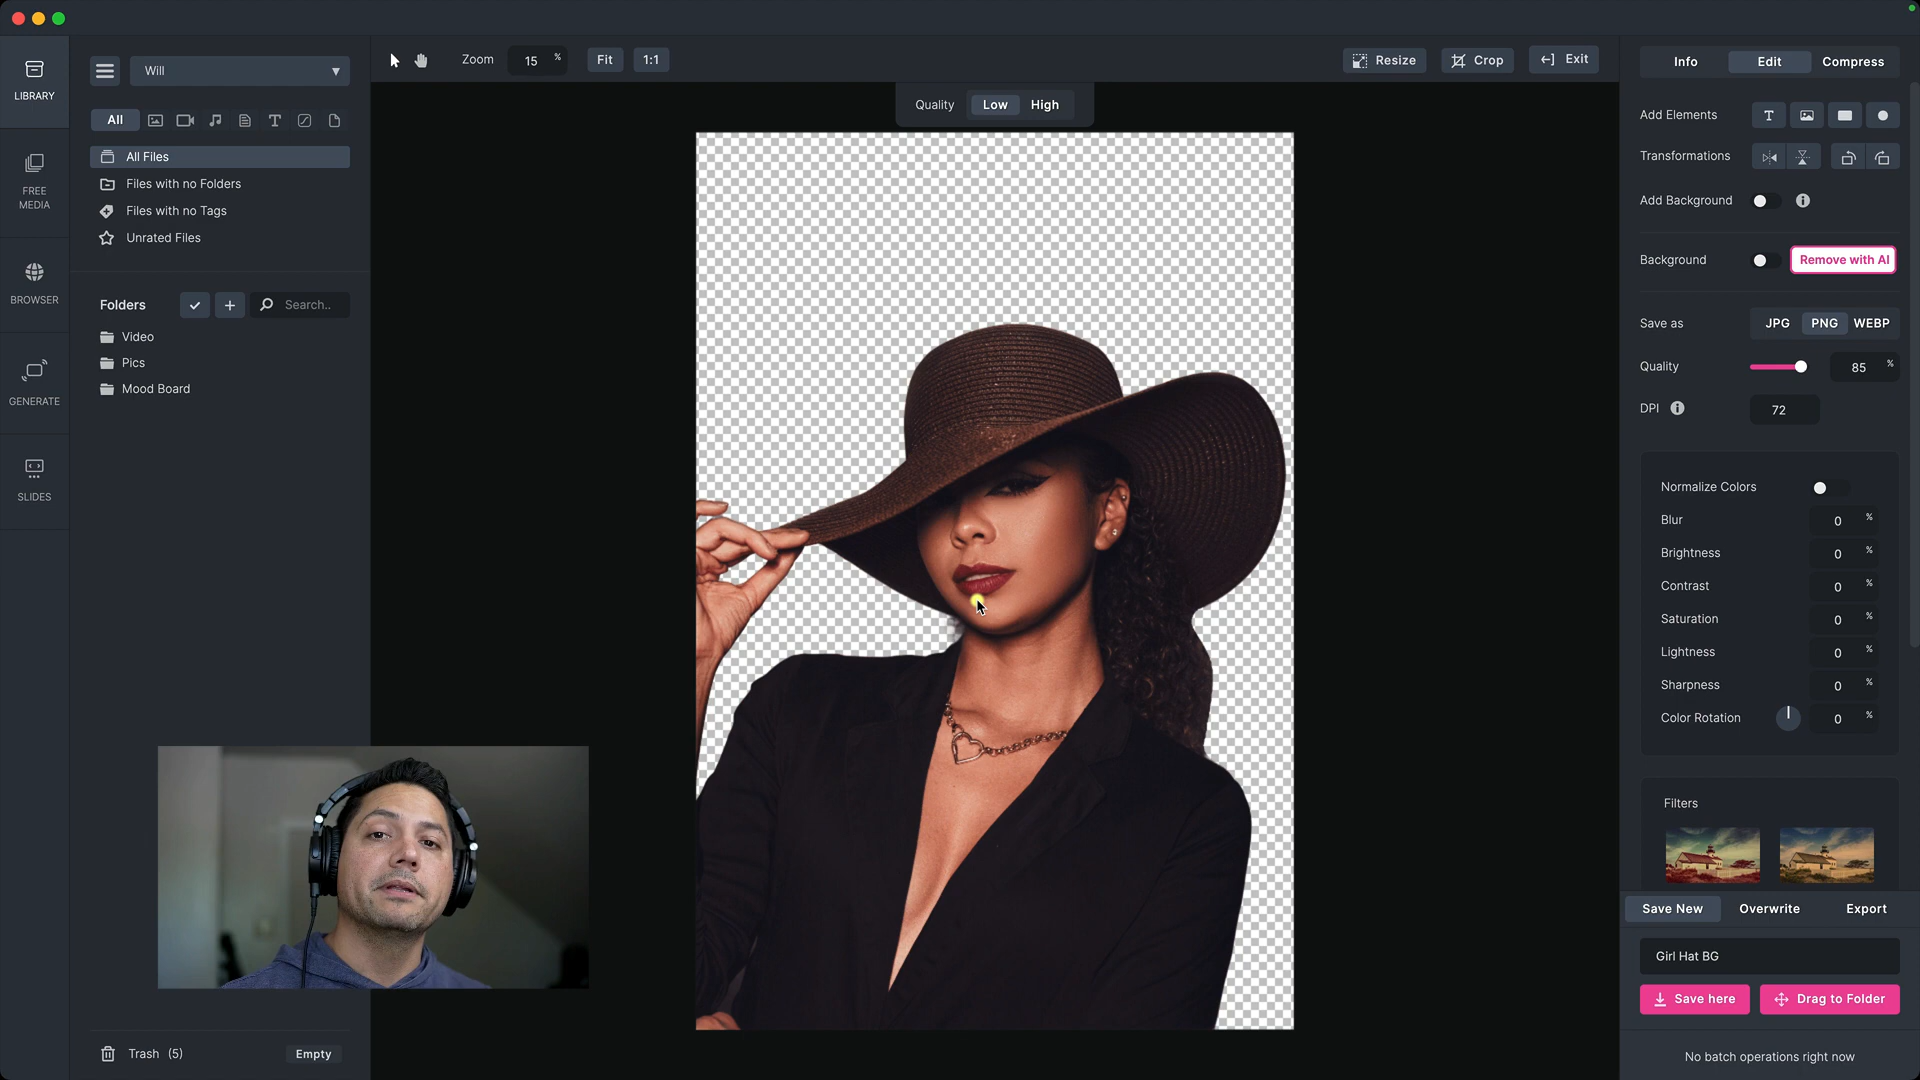 LIBRARY
FREE
MEDIA
BROWSER
GENERATE
SLIDES
Will
All
All Files
Files with no Folders
Files with no Tags
Unrated Files
Folders
Search..
Video
Pics
Mood Board
Trash (5)
Empty
Zoom 15 % Fit 1:1
Resize Crop Exit
Quality Low High
Info Edit Compress
Add Elements
Transformations
Add Background
Background Remove with AI
Save as JPG PNG WEBP
Quality 85 %
DPI 72
Normalize Colors
Blur 0 %
Brightness 0 %
Contrast 0 %
Saturation 0 %
Lightness 0 %
Sharpness 0 %
Color Rotation 0 %
Filters
Save New Overwrite Export
Girl Hat BG
Save here Drag to Folder
No batch operations right now